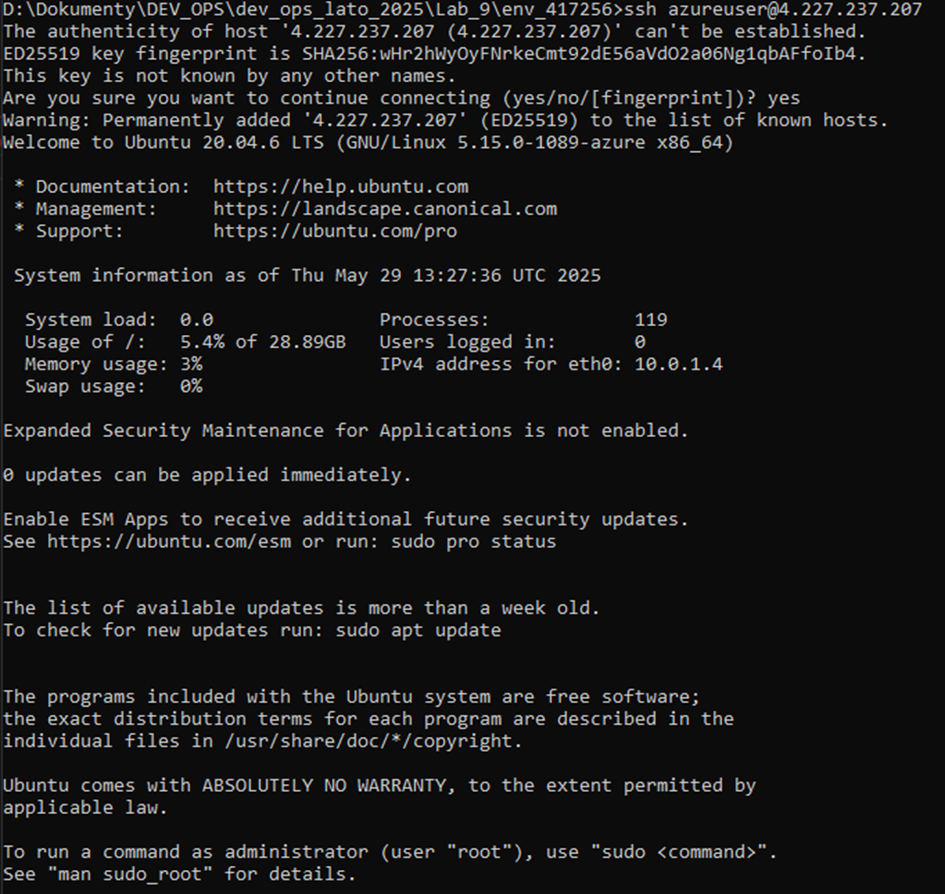 D:\Dokumenty\DEV_OPS\dev_ops_lato_2025\Lab_9\env_417256>ssh azureuser@4.227.237.207
The authenticity of host '4.227.237.207 (4.227.237.207)' can't be established.
ED25519 key fingerprint is SHA256:wHr2hWyOyFNrkeCmt92dE56aVdO2a06Ng1qbAFfoIb4.
This key is not known by any other names.
Are you sure you want to continue connecting (yes/no/[fingerprint])? yes
Warning: Permanently added '4.227.237.207' (ED25519) to the list of known hosts.
Welcome to Ubuntu 20.04.6 LTS (GNU/Linux 5.15.0-1089-azure x86_64)
* Documentation:  https://help.ubuntu.com
* Management:     https://landscape.canonical.com
* Support:        https://ubuntu.com/pro
System information as of Thu May 29 13:27:36 UTC 2025
System load:  0.0               Processes:             119
Usage of /:   5.4% of 28.89GB   Users logged in:       0
Memory usage: 3%                IPv4 address for eth0: 10.0.1.4
Swap usage:   0%
Expanded Security Maintenance for Applications is not enabled.
0 updates can be applied immediately.
Enable ESM Apps to receive additional future security updates.
See https://ubuntu.com/esm or run: sudo pro status
The list of available updates is more than a week old.
To check for new updates run: sudo apt update
The programs included with the Ubuntu system are free software;
the exact distribution terms for each program are described in the
individual files in /usr/share/doc/*/copyright.
Ubuntu comes with ABSOLUTELY NO WARRANTY, to the extent permitted by
applicable law.
To run a command as administrator (user "root"), use "sudo <command>".
See "man sudo_root" for details.